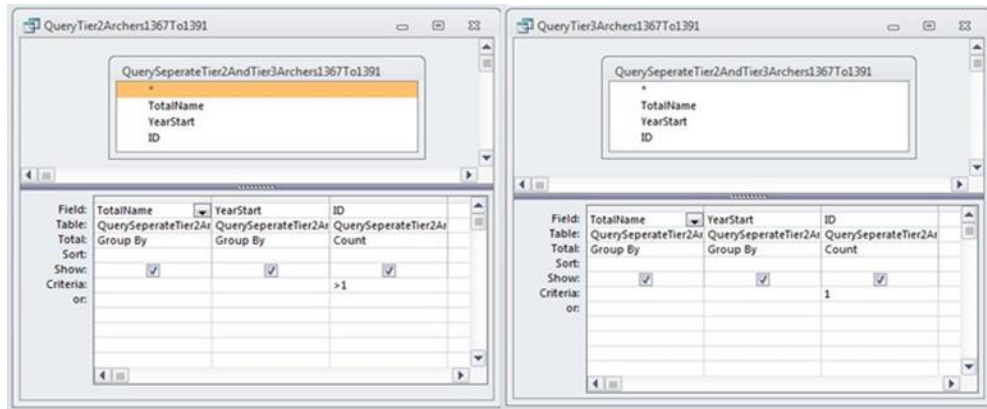 QueryTier2Archers1367To1391
QuerySeperateTier2AndTier3Archers1367To1391
*
TotalName
YearStart
ID
Field: TotalName YearStart ID
Table: QuerySeperateTier2Ar QuerySeperateTier2Ar QuerySeperateTier2Ar
Total: Group By Group By Count
Sort:
Show:
Criteria: >1
or:
QueryTier3Archers1367To1391
QuerySeperateTier2AndTier3Archers1367To1391
*
TotalName
YearStart
ID
Field: TotalName YearStart ID
Table: QuerySeperateTier2Ar QuerySeperateTier2Ar QuerySeperateTier2Ar
Total: Group By Group By Count
Sort:
Show:
Criteria: 1
or: